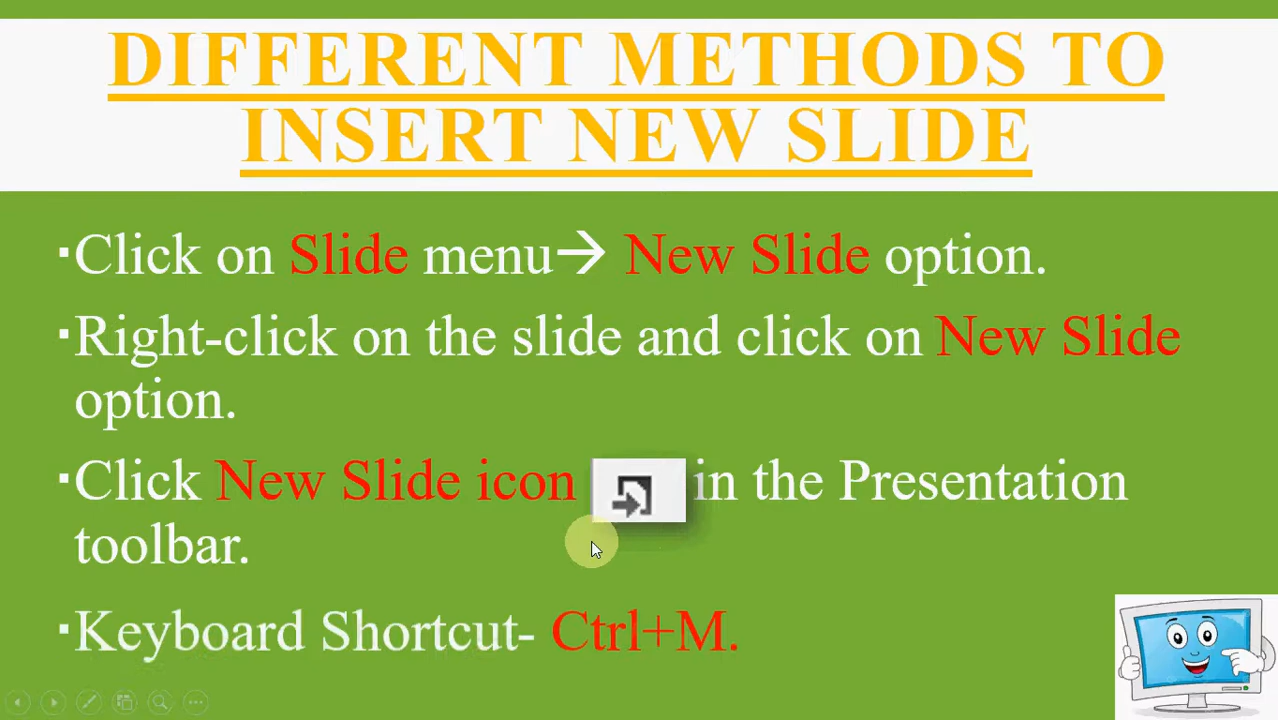 DIFFERENT METHODS TO
INSERT NEW SLIDE
▪Click on Slide menu→ New Slide option.
▪Right-click on the slide and click on New Slide
option.
▪Click New Slide icon in the Presentation
toolbar.
▪Keyboard Shortcut- Ctrl+M.